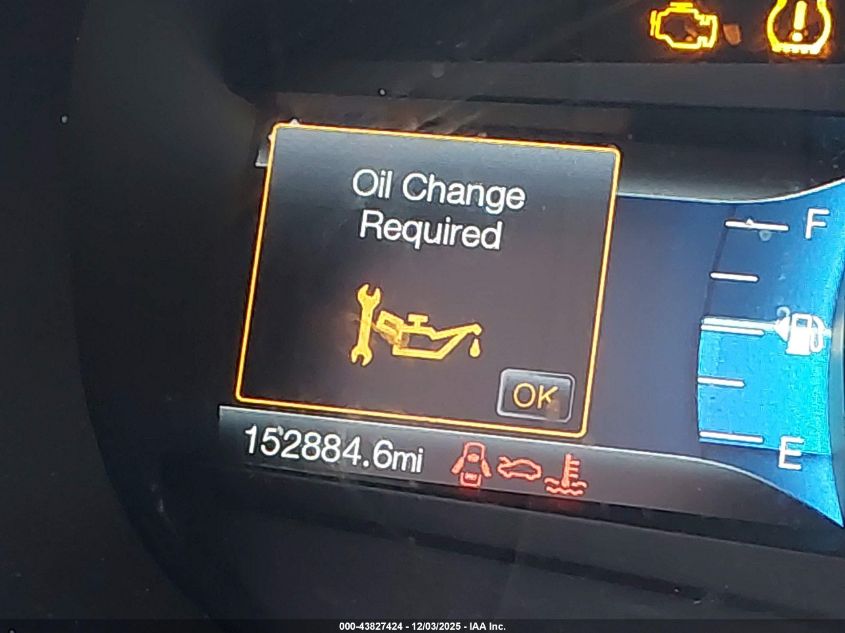 Oil Change
Required
OK
F
E
152884.6mi
000-43827424 - 12/03/2025 - IAA Inc.